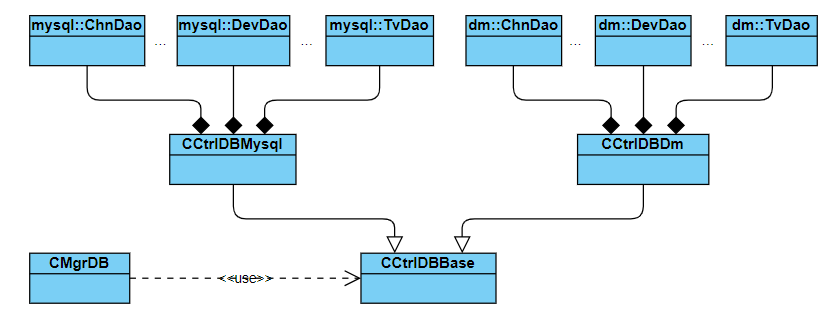 mysql::ChnDao
...
mysql::DevDao
...
mysql::TvDao
dm::ChnDao
...
dm::DevDao
...
dm::TvDao
CCtrlDBMysql
CCtrlDBDm
CMgrDB
<<use>>
CCtrlDBBase